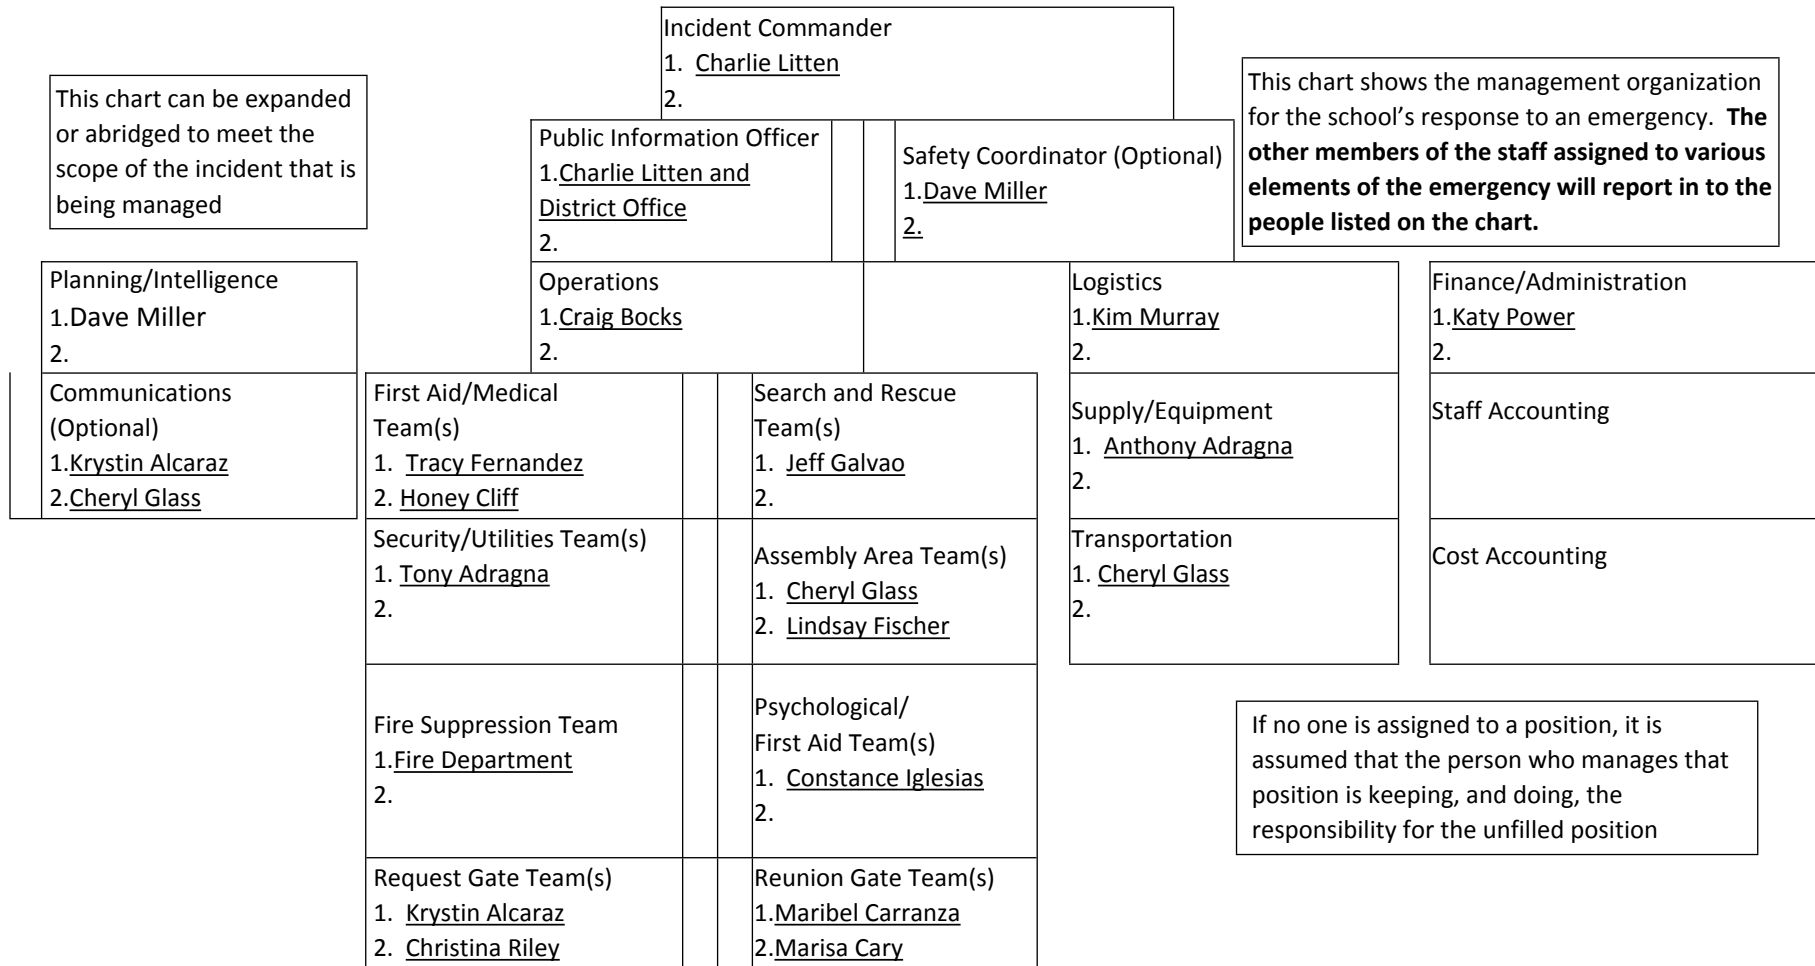 Incident Commander
1. Charlie Litten
2.
This chart can be expanded
or abridged to meet the
scope of the incident that is
being managed
This chart shows the management organization
for the school’s response to an emergency. The
other members of the staff assigned to various
elements of the emergency will report in to the
people listed on the chart.
Public Information Officer
1.Charlie Litten and
District Office
2.
Safety Coordinator (Optional)
1.Dave Miller
2.
Planning/Intelligence
1.Dave Miller
2.
Operations
1.Craig Bocks
2.
Logistics
1.Kim Murray
2.
Finance/Administration
1.Katy Power
2.
Communications
(Optional)
1.Krystin Alcaraz
2.Cheryl Glass
First Aid/Medical
Team(s)
1. Tracy Fernandez
2. Honey Cliff
Search and Rescue
Team(s)
1. Jeff Galvao
2.
Supply/Equipment
1. Anthony Adragna
2.
Staff Accounting
Security/Utilities Team(s)
1. Tony Adragna
2.
Assembly Area Team(s)
1. Cheryl Glass
2. Lindsay Fischer
Transportation
1. Cheryl Glass
2.
Cost Accounting
Fire Suppression Team
1.Fire Department
2.
Psychological/
First Aid Team(s)
1. Constance Iglesias
2.
If no one is assigned to a position, it is
assumed that the person who manages that
position is keeping, and doing, the
responsibility for the unfilled position
Request Gate Team(s)
1. Krystin Alcaraz
2. Christina Riley
Reunion Gate Team(s)
1.Maribel Carranza
2.Marisa Cary